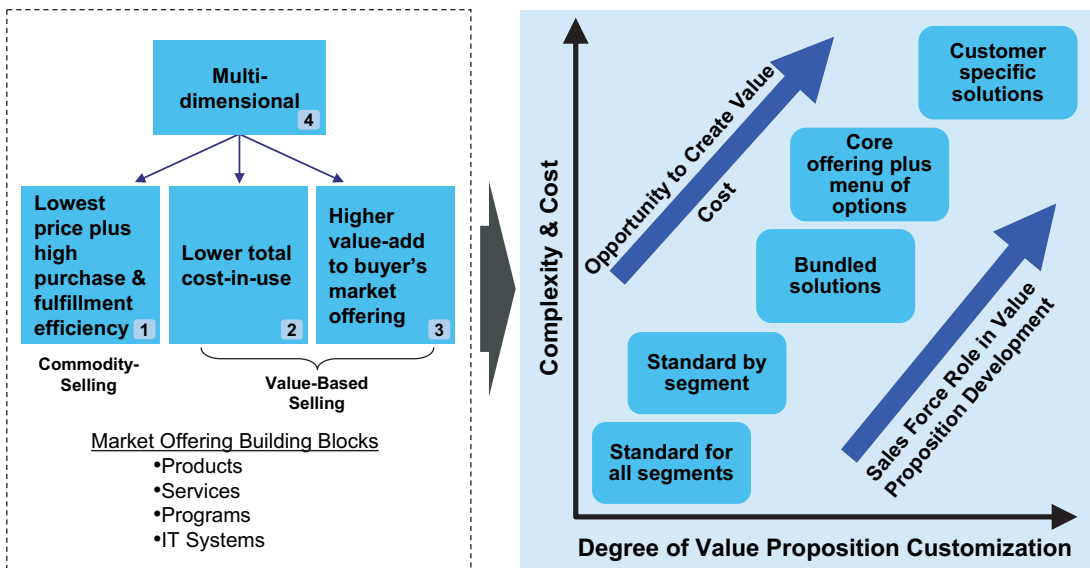 Multi-
dimensional
4
Lowest
price plus
high
purchase &
fulfillment
efficiency
1
Lower total
cost-in-use
2
Higher
value-add
to buyer’s
market
offering
3
Commodity-
Selling
Value-Based
Selling
Market Offering Building Blocks
•Products
•Services
•Programs
•IT Systems
Complexity & Cost
Opportunity to Create Value
Cost
Customer
specific
solutions
Core
offering plus
menu of
options
Bundled
solutions
Standard by
segment
Standard for
all segments
Sales Force Role in Value
Proposition Development
Degree of Value Proposition Customization